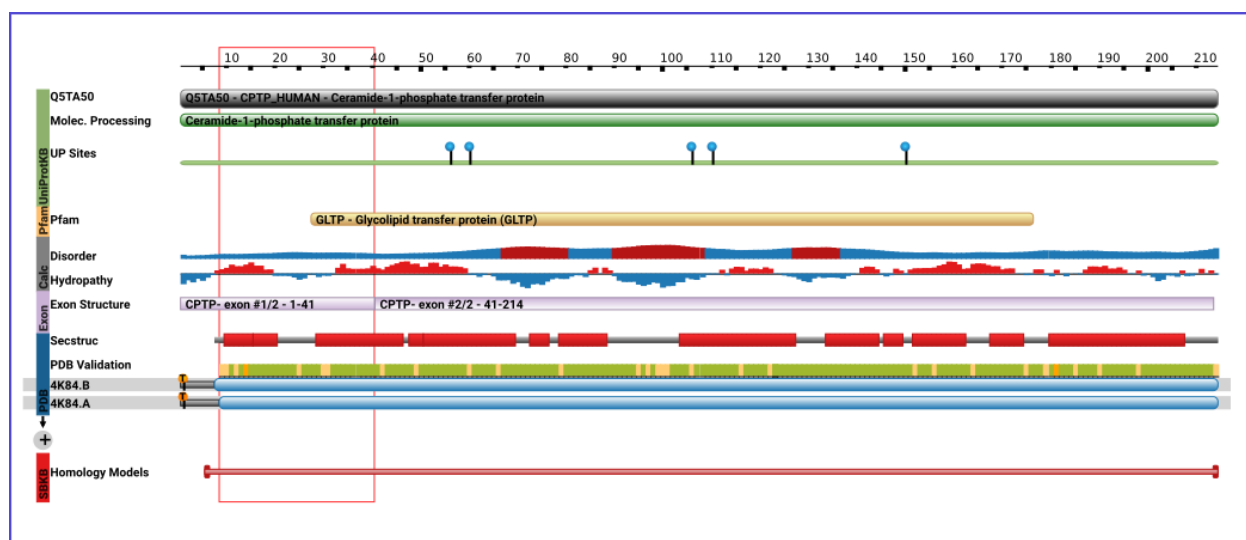 10 20 30 40 50 60 70 80 90 100 110 120 130 140 150 160 170 180 190 200 210
Q5TA50 Q5TA50 - CPTP_HUMAN - Ceramide-1-phosphate transfer protein
Molec. Processing Ceramide-1-phosphate transfer protein
UniProtKB
UP Sites
Pfam
Pfam GLTP - Glycolipid transfer protein (GLTP)
Calc
Disorder
Hydropathy
Exon
Exon Structure CPTP- exon #1/2 - 1-41 CPTP- exon #2/2 - 41-214
Secstruc
PDB
PDB Validation
T
4K84.B
T
4K84.A
+
SBKB
Homology Models